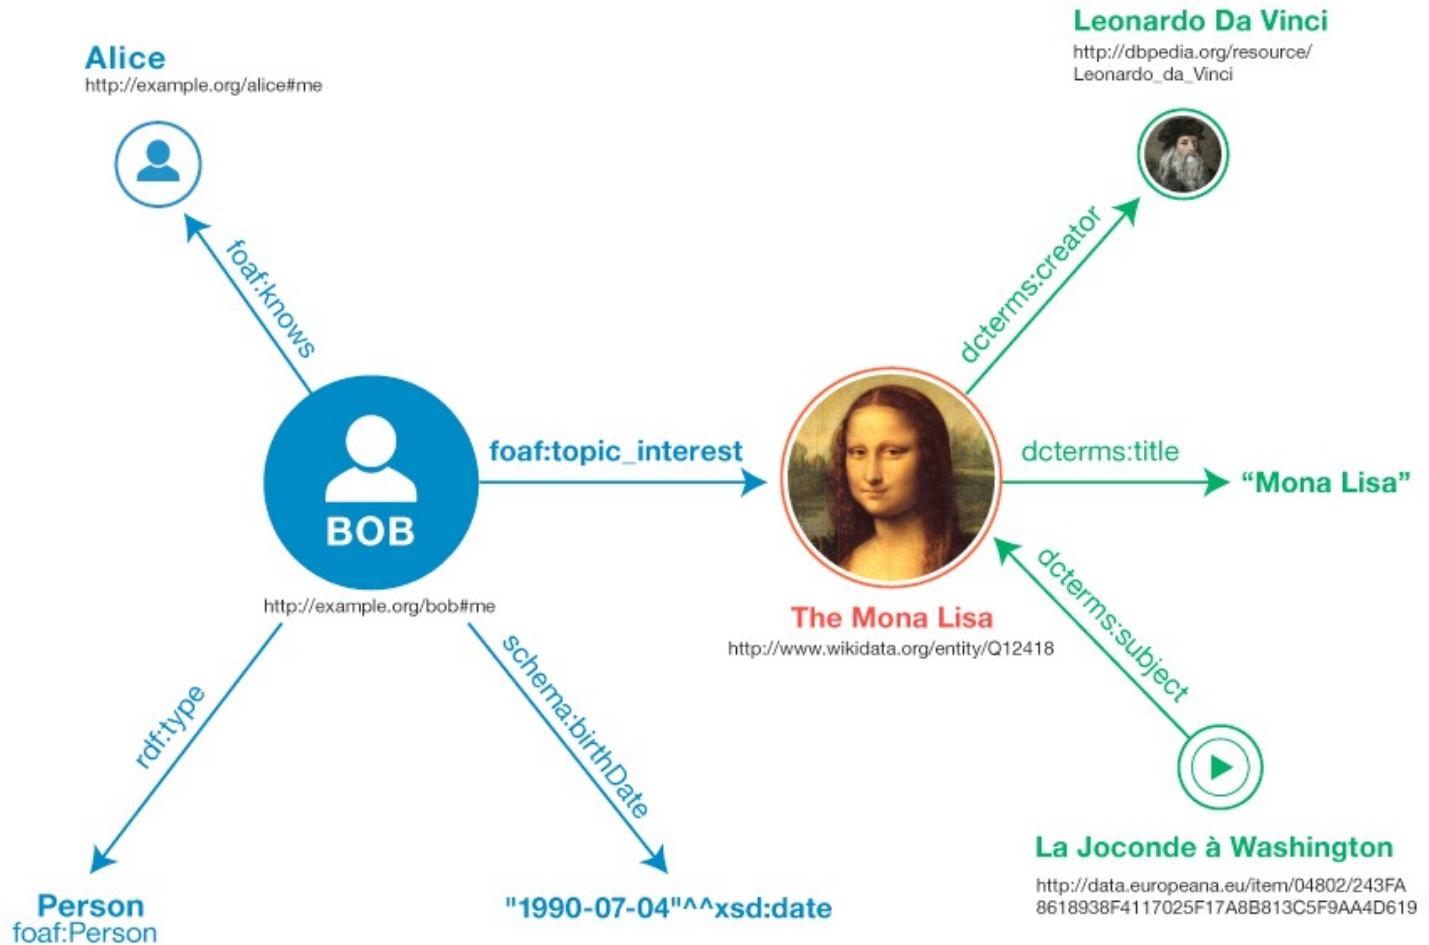 Leonardo Da Vinci
http://dbpedia.org/resource/
Leonardo_da_Vinci
Alice
http://example.org/alice#me
foaf:knows
dcterms:creator
foaf:topic_interest
dcterms:title
“Mona Lisa”
BOB
http://example.org/bob#me
The Mona Lisa
http://www.wikidata.org/entity/Q12418
dcterms:subject
rdf:type
schema:birthDate
La Joconde à Washington
http://data.europeana.eu/item/04802/243FA
8618938F4117025F17A8B813C5F9AA4D619
Person
foaf:Person
"1990-07-04"^^xsd:date